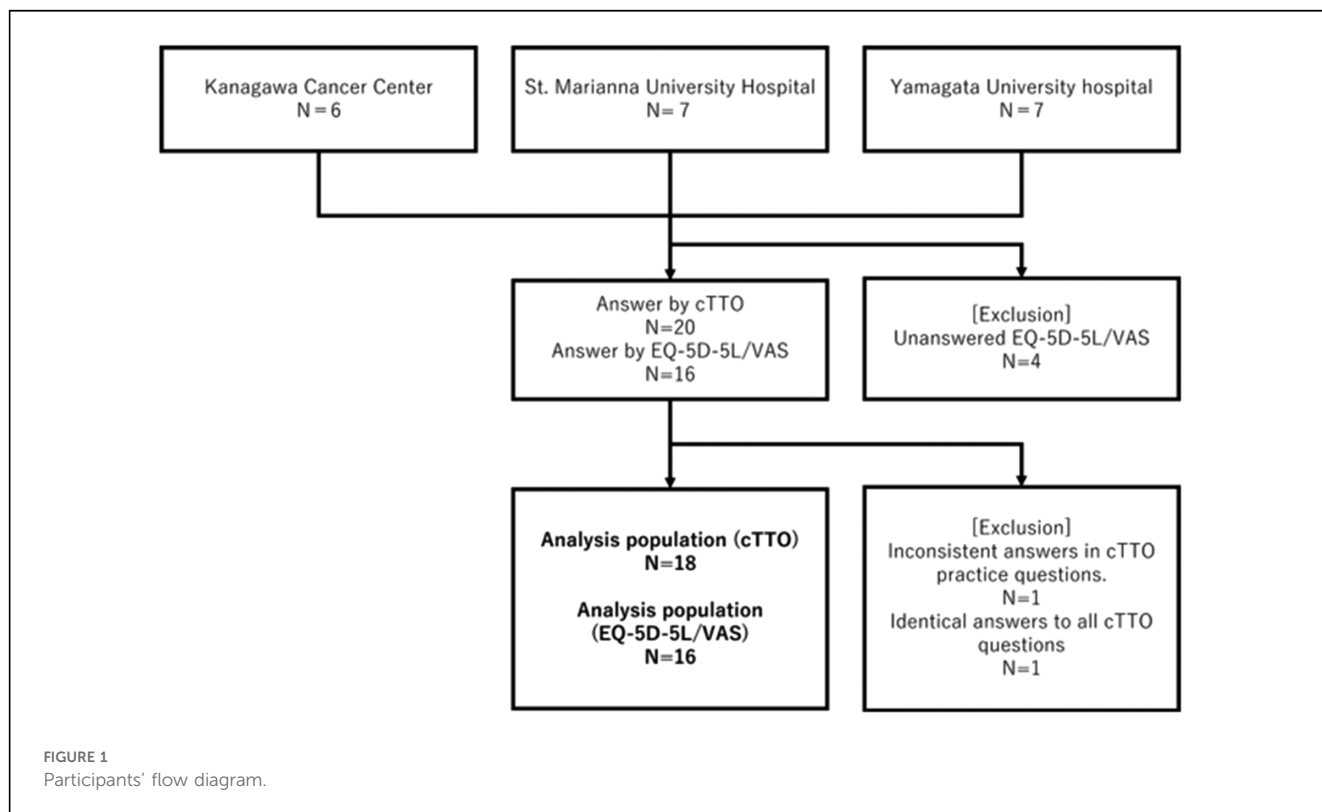 Kanagawa Cancer Center
N = 6
St. Marianna University Hospital
N= 7
Yamagata University hospital
N = 7
Answer by cTTO
N=20
Answer by EQ-5D-5L/VAS
N=16
[Exclusion]
Unanswered EQ-5D-5L/VAS
N=4
Analysis population (cTTO)
N=18
Analysis population
(EQ-5D-5L/VAS)
N=16
[Exclusion]
Inconsistent answers in cTTO
practice questions.
N=1
Identical answers to all cTTO
questions
N=1
FIGURE 1
Participants' flow diagram.